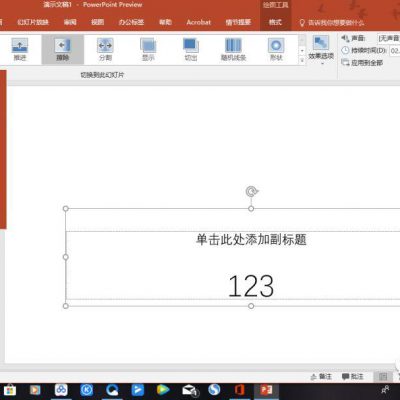 演示文稿1 - PowerPoint Preview
绘图工具
幻灯片放映 审阅 视图 办公标签 帮助 Acrobat 情节提要 格式 告诉我你想要做什么
推进 擦除 分割 显示 切出 随机线条 形状 效果选项
声音: [无声音
持续时间(D): 02.
应用到全部
切换到此幻灯片
单击此处添加副标题
123
备注 批注